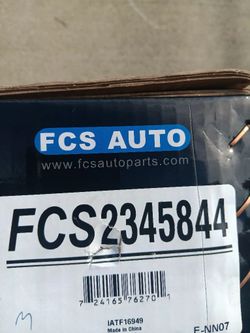 FCS AUTO
www.fcsautoparts.com
FCS2345844
7 24165 76270 1
IATF16949
Made in China
E-NN07
M